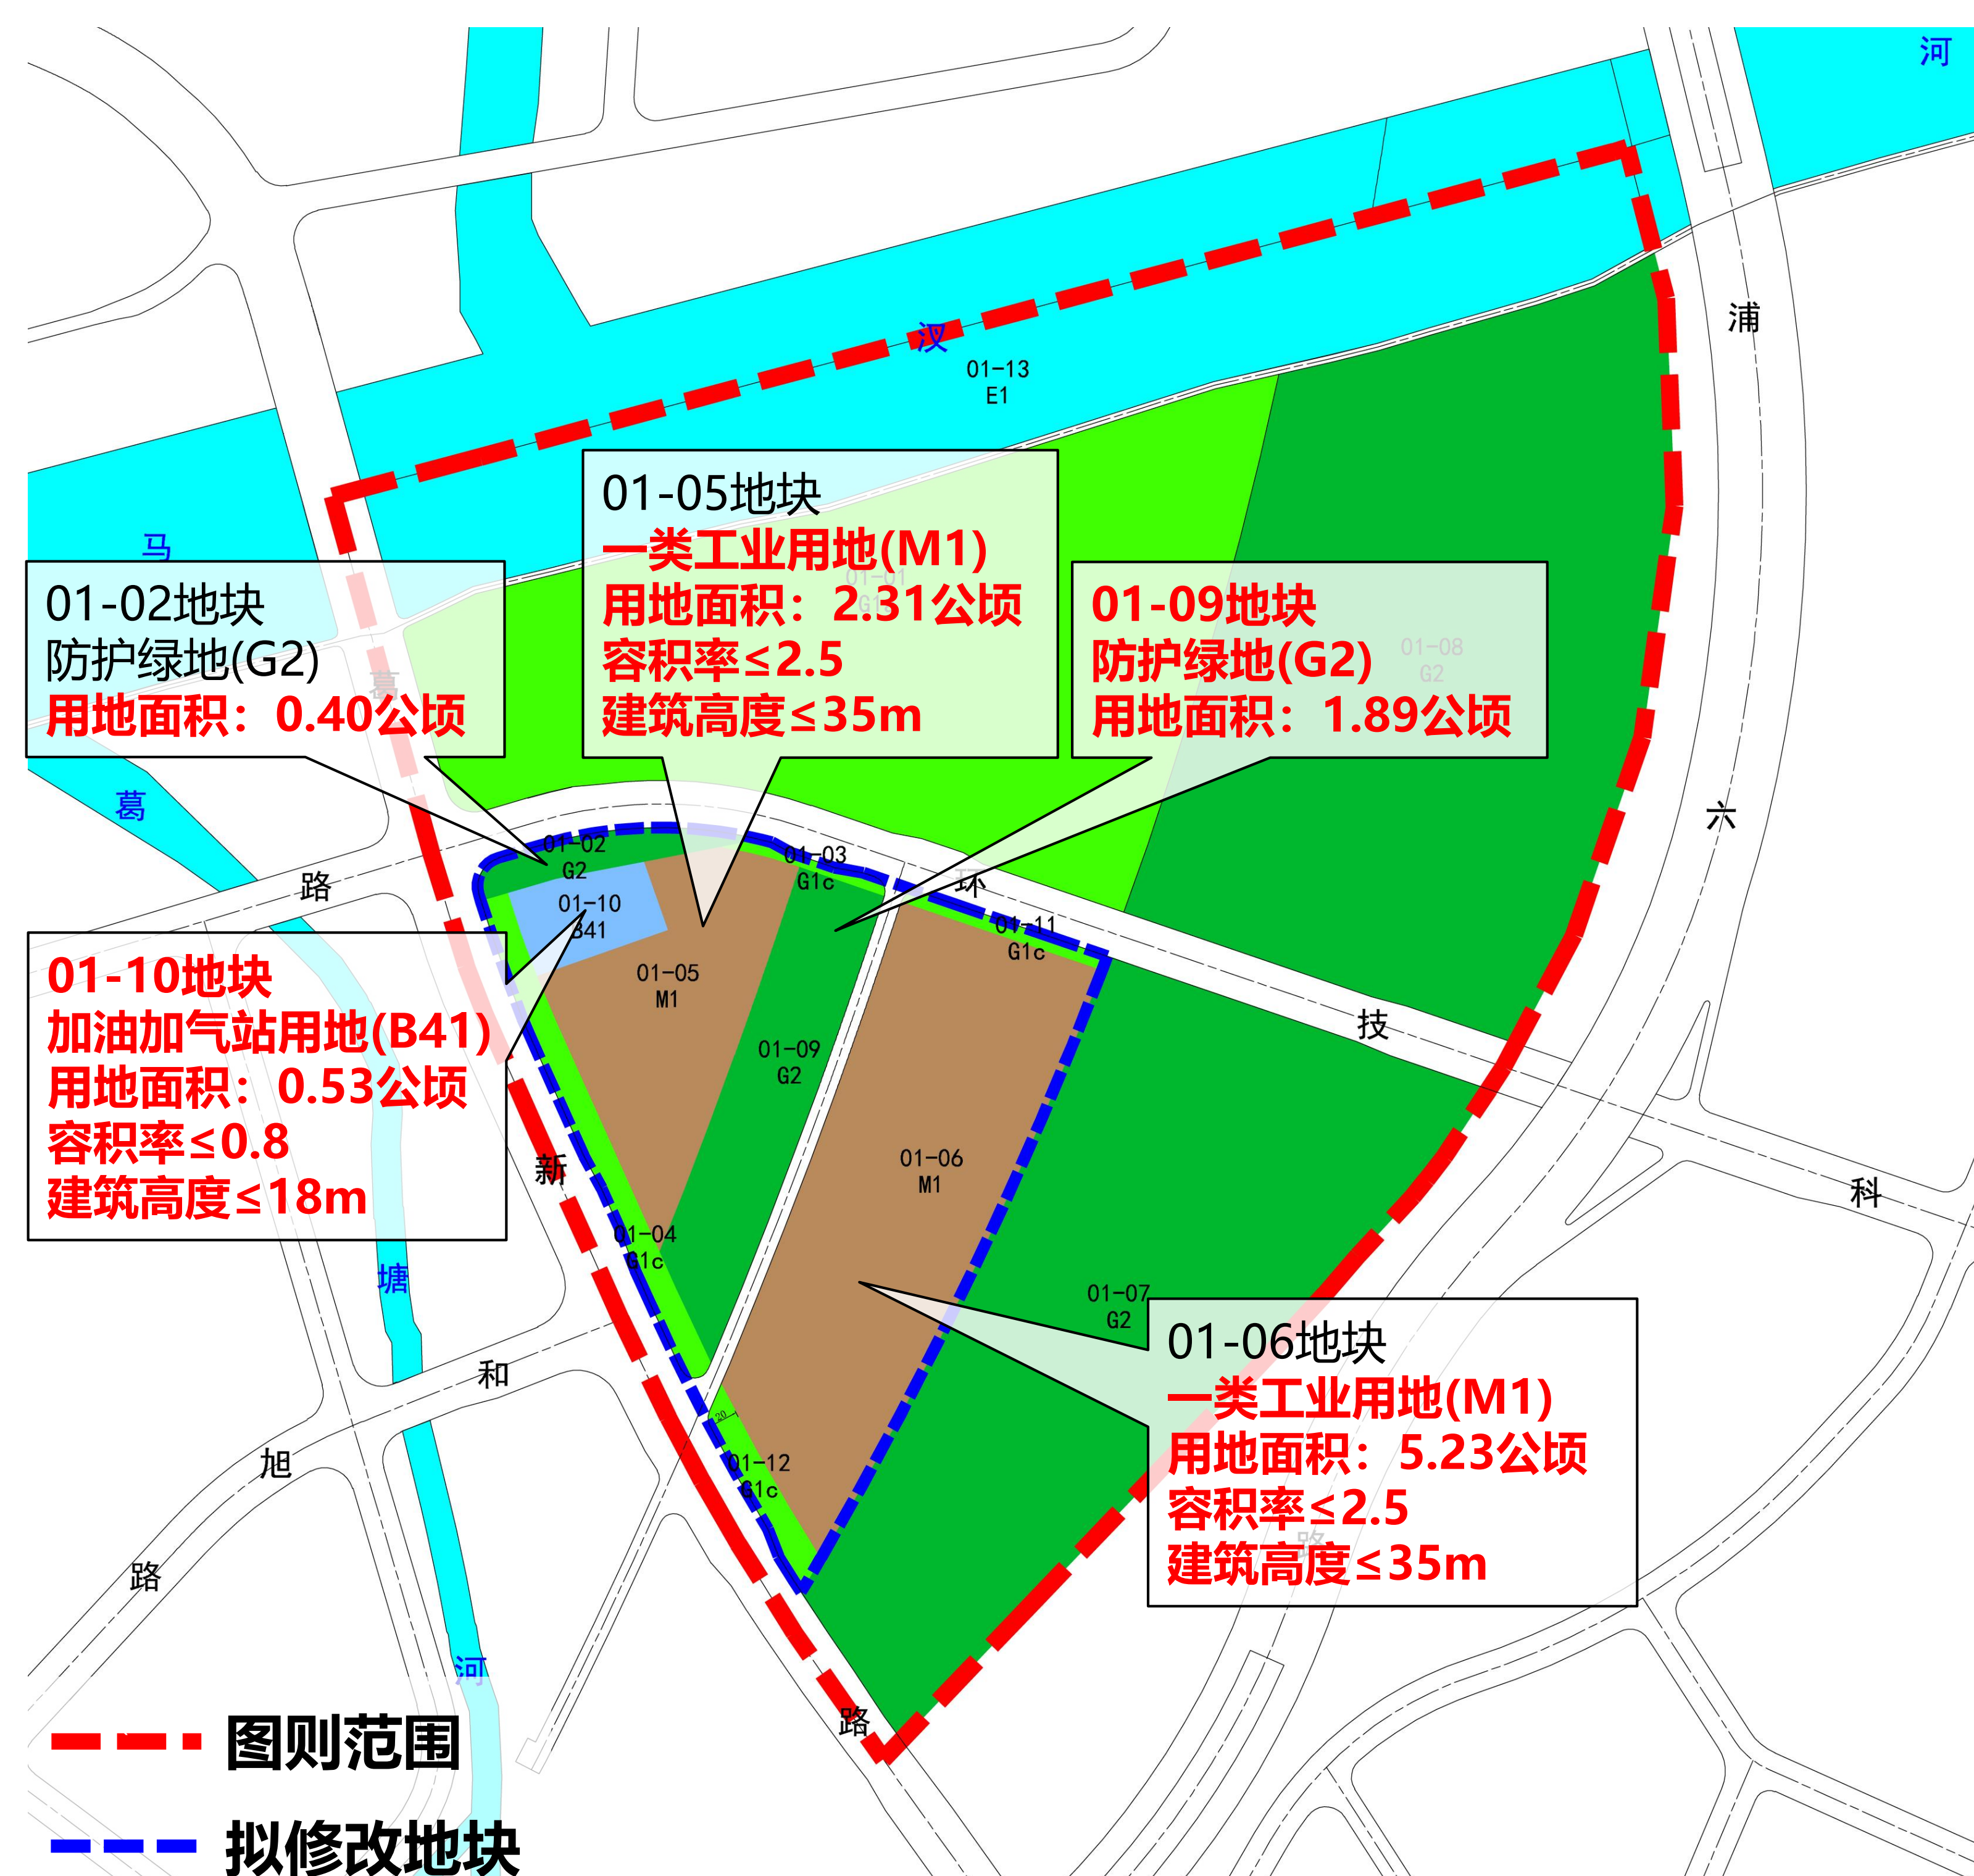 河
浦
汊
01-13
E1
马
01-05地块
一类工业用地(M1)
用地面积：2.31公顷
容积率≤2.5
建筑高度≤35m
01-01
01-02地块
防护绿地(G2)
用地面积：0.40公顷
葛
01-09地块
防护绿地(G2)
用地面积：1.89公顷
01-08
G2
葛
六
路
01-02
G2
01-03
G1c
环
01-10
B41
01-11
G1c
01-10地块
加油加气站用地(B41)
用地面积：0.53公顷
容积率≤0.8
建筑高度≤18m
01-05
M1
技
01-09
G2
新
01-06
M1
科
01-04
G1c
塘
01-07
G2
01-06地块
一类工业用地(M1)
用地面积：5.23公顷
容积率≤2.5
建筑高度≤35m
和
20
旭
01-12
G1c
路
路
河
路
图则范围
拟修改地块